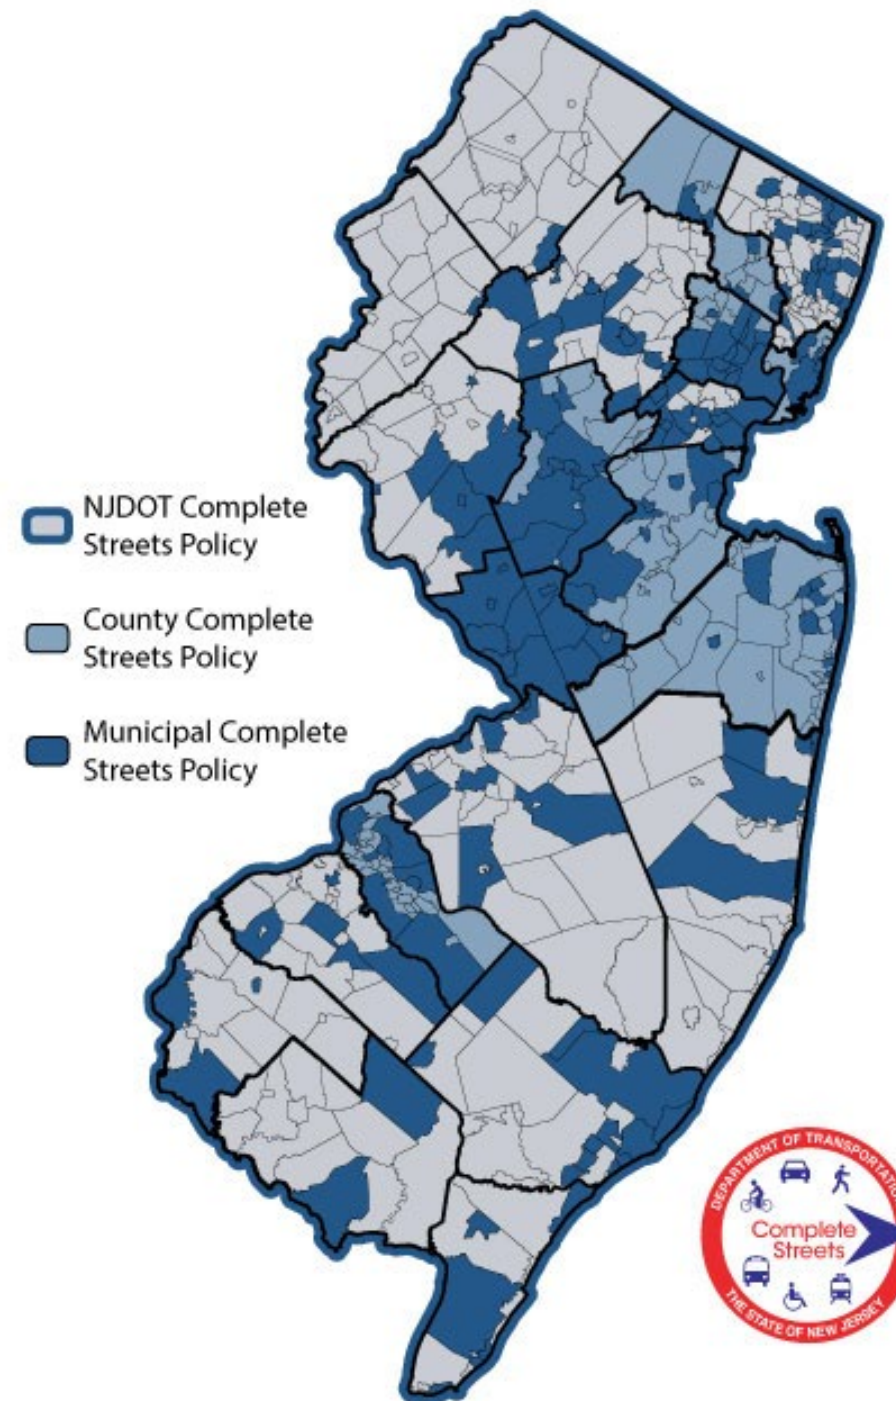 NJDOT Complete
Streets Policy
County Complete
Streets Policy
Municipal Complete
Streets Policy
DEPARTMENT OF TRANSPORTATION
Complete
Streets
THE STATE OF NEW JERSEY